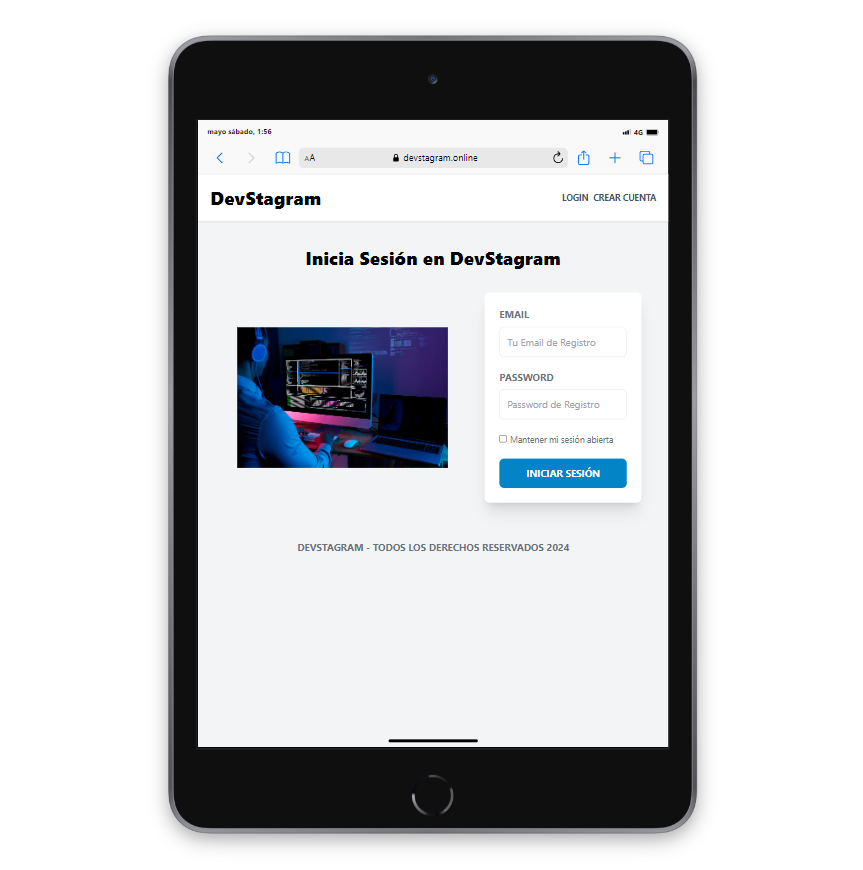 mayo sábado, 1:56
4G
AA
devstagram.online
DevStagram
LOGIN CREAR CUENTA
Inicia Sesión en DevStagram
EMAIL
Tu Email de Registro
PASSWORD
Password de Registro
Mantener mi sesión abierta
INICIAR SESIÓN
DEVSTAGRAM - TODOS LOS DERECHOS RESERVADOS 2024